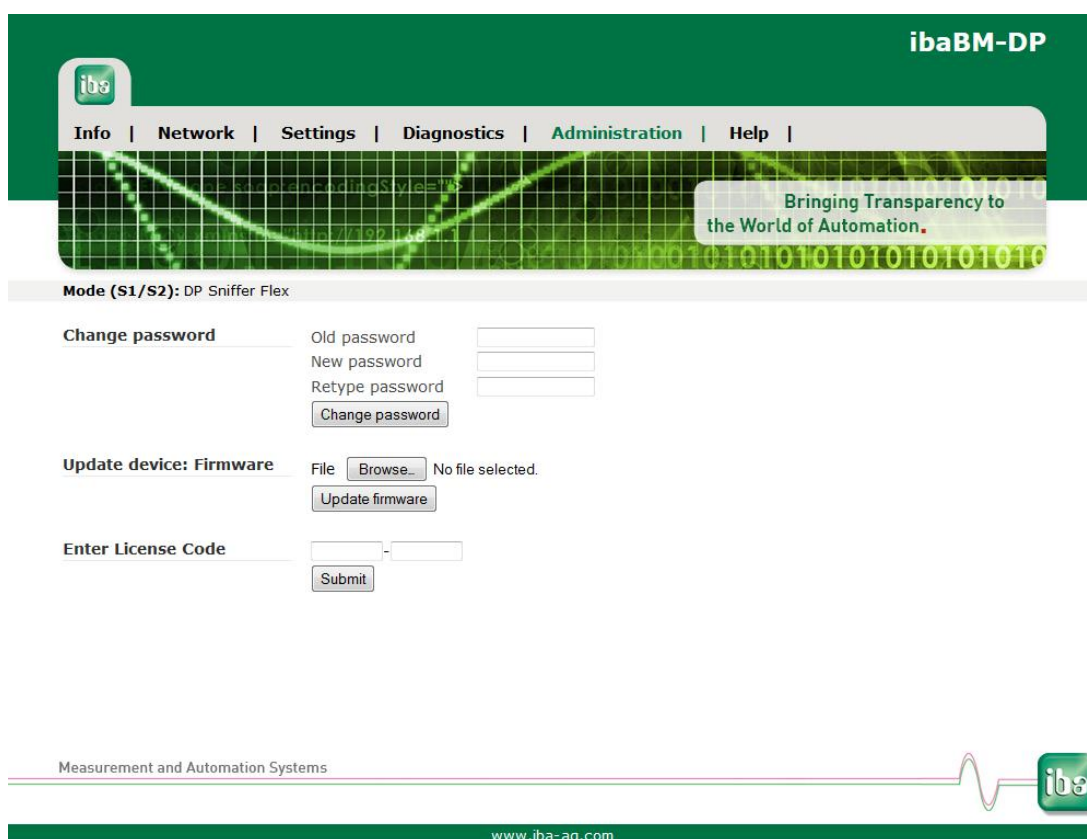 ibaBM-DP
iba
Info | Network | Settings | Diagnostics | Administration | Help |
Bringing Transparency to
the World of Automation.
Mode (S1/S2): DP Sniffer Flex
Change password
Old password
New password
Retype password
Change password
Update device: Firmware
File Browse_ No file selected.
Update firmware
Enter License Code
-
Submit
Measurement and Automation Systems
iba
www.iba-ag.com